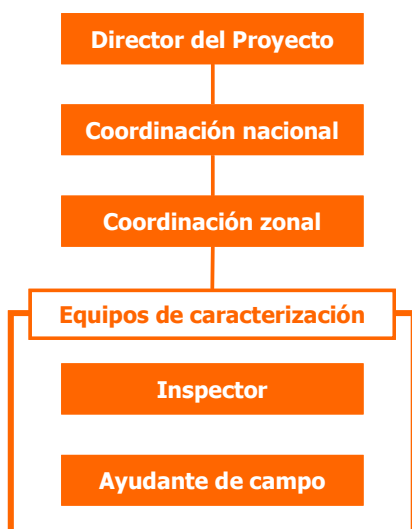 Director del Proyecto
Coordinación nacional
Coordinación zonal
Equipos de caracterización
Inspector
Ayudante de campo